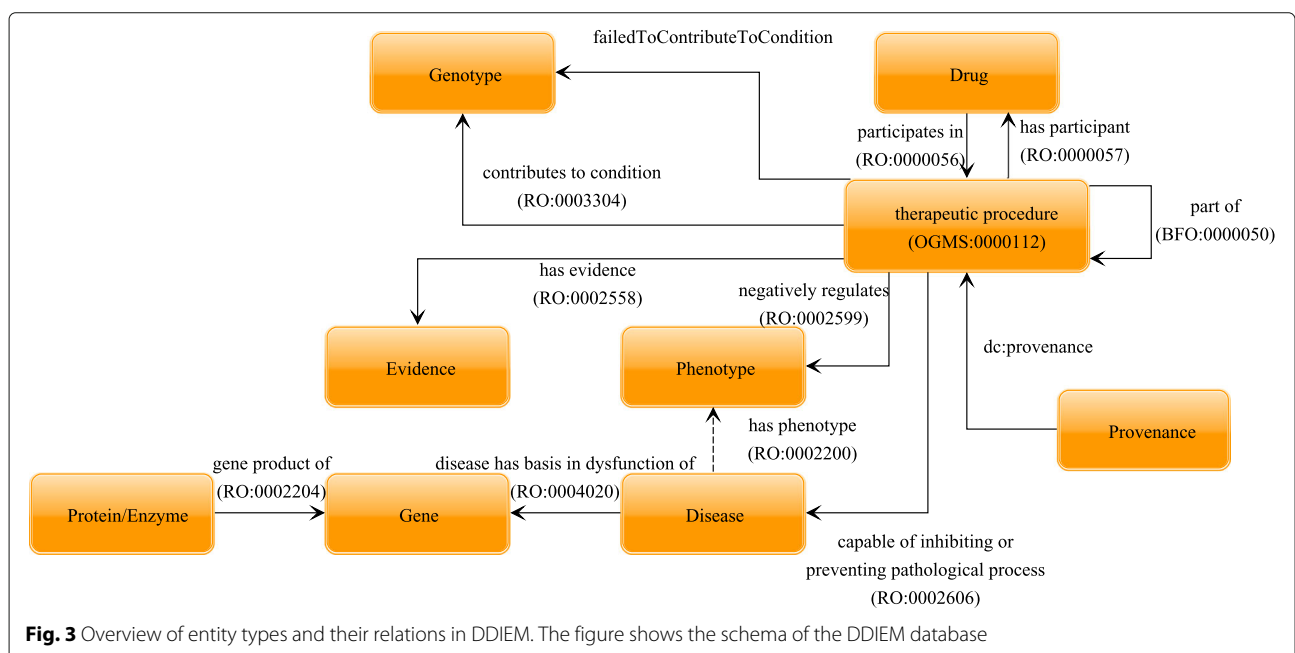 failedToContributeToCondition
Genotype
Drug
participates in
(RO:0000056)
has participant
(RO:0000057)
contributes to condition
(RO:0003304)
therapeutic procedure
(OGMS:0000112)
part of
(BFO:0000050)
has evidence
(RO:0002558)
negatively regulates
(RO:0002599)
dc:provenance
Evidence
Phenotype
Provenance
has phenotype
(RO:0002200)
gene product of
(RO:0002204)
disease has basis in dysfunction of
(RO:0004020)
Protein/Enzyme
Gene
Disease
capable of inhibiting or
preventing pathological process
(RO:0002606)
Fig. 3 Overview of entity types and their relations in DDIEM. The figure shows the schema of the DDIEM database